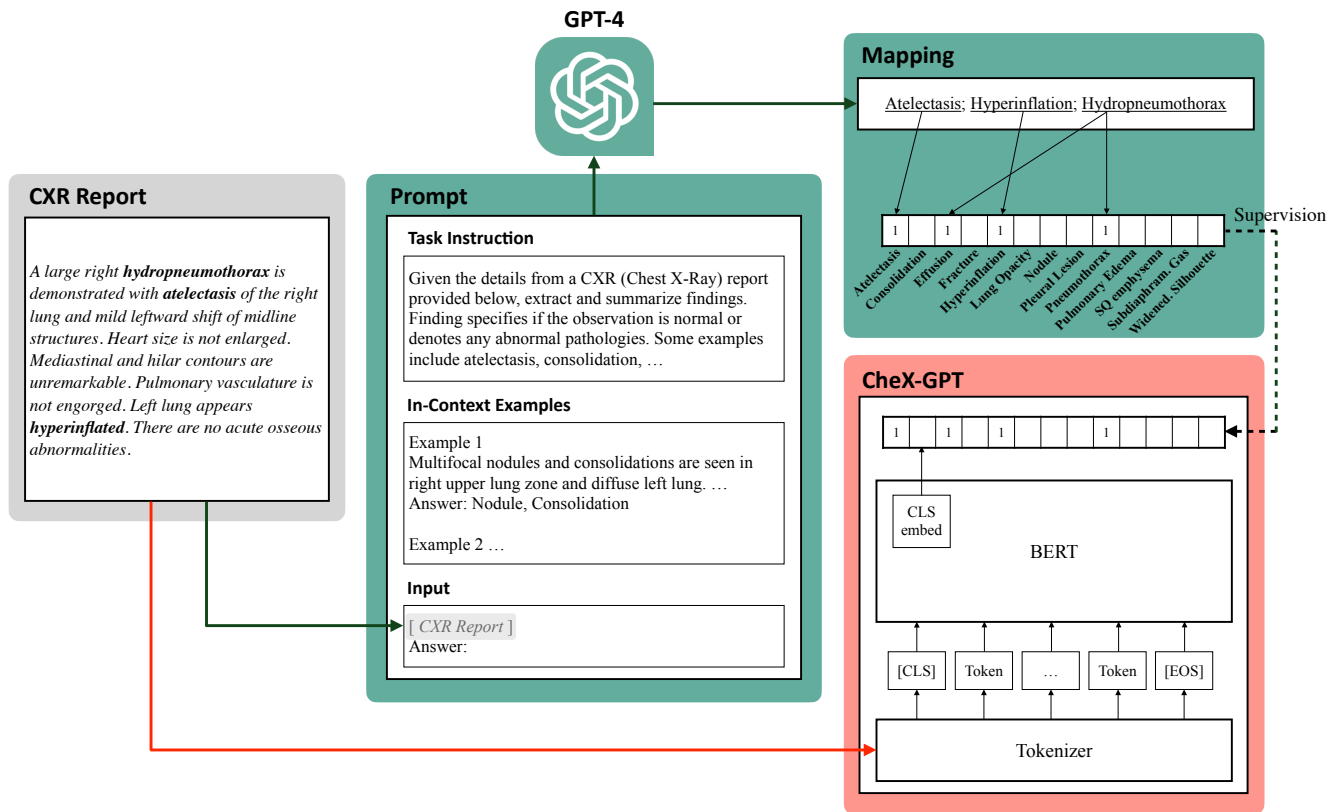 GPT-4
CXR Report
A large right hydropneumothorax is
demonstrated with atelectasis of the right
lung and mild leftward shift of midline
structures. Heart size is not enlarged.
Mediastinal and hilar contours are
unremarkable. Pulmonary vasculature is
not engorged. Left lung appears
hyperinflated. There are no acute osseous
abnormalities.
Prompt
Task Instruction
Given the details from a CXR (Chest X-Ray) report
provided below, extract and summarize findings.
Finding specifies if the observation is normal or
denotes any abnormal pathologies. Some examples
include atelectasis, consolidation, …
In-Context Examples
Example 1
Multifocal nodules and consolidations are seen in
right upper lung zone and diffuse left lung. …
Answer: Nodule, Consolidation
Example 2 …
Input
[ CXR Report ]
Answer:
Mapping
Atelectasis; Hyperinflation; Hydropneumothorax
1 1 1 1
Supervision
Atelectasis
Consolidation
Effusion
Fracture
Hyperinflation
Lung Opacity
Nodule
Pleural Lesion
Pneumothorax
Pulmonary Edema
SQ emphysema
Subdiaphram. Gas
Widened. Silhouette
CheX-GPT
1 1 1 1
CLS
embed
BERT
[CLS] Token … Token [EOS]
Tokenizer